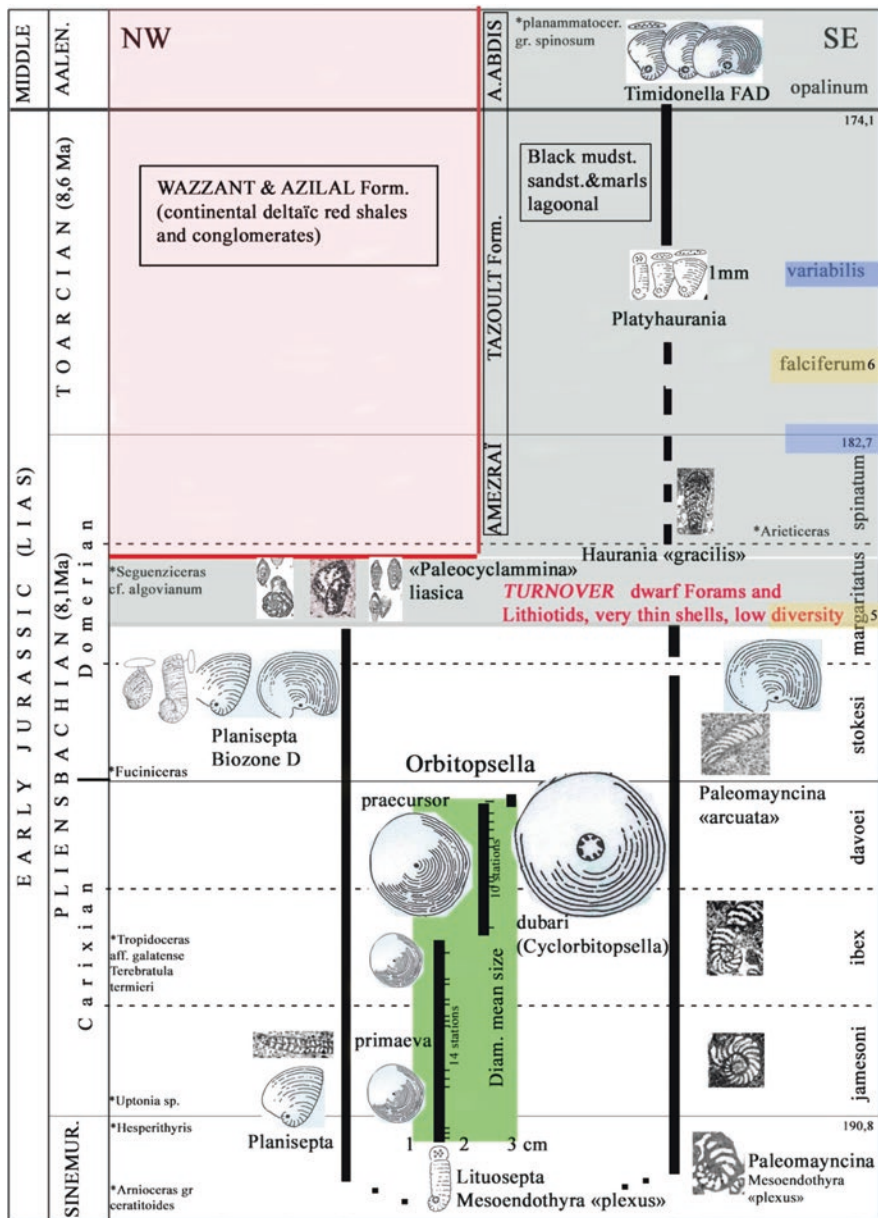 MIDDLE
AALEN.
NW
A.ABDIS
*planammatocer.
gr. spinosum
SE
Timidonella FAD
opalinum
174,1
EARLY JURASSIC (LIAS)
TOARCIAN (8,6 Ma)
WAZZANT & AZILAL Form.
(continental deltaïc red shales
and conglomerates)
TAZOULT Form.
Black mudst.
sandst.&marls
lagoonal
1mm
variabilis
Platyhaurania
falciferum 6
182,7
AMEZRAÏ
spinatum
*Arieticeras
Haurania «gracilis»
PLIENSBACHIAN (8,1Ma)
Domerian
*Seguenziceras
cf. algovianum
«Paleocyclammina»
liasica
TURNOVER dwarf Forams and
Lithiotids, very thin shells, low diversity
5
margaritatus
Planisepta
Biozone D
*Fuciniceras
stokesi
Orbitopsella
Paleomayncina
«arcuata»
Carixian
praecursor
10 stations
davoei
dubari
(Cyclorbitopsella)
*Tropidoceras
aff. galatense
Terebratula
termieri
ibex
Diam. mean size
primaeva
14 stations
jamesoni
*Uptonia sp.
Planisepta
SINEMUR.
*Hesperithyris
1 2 3 cm
190,8
*Arnioceras gr
ceratitoides
Lituosepta
Mesoendothyra «plexus»
Paleomayncina
Mesoendothyra
«plexus»